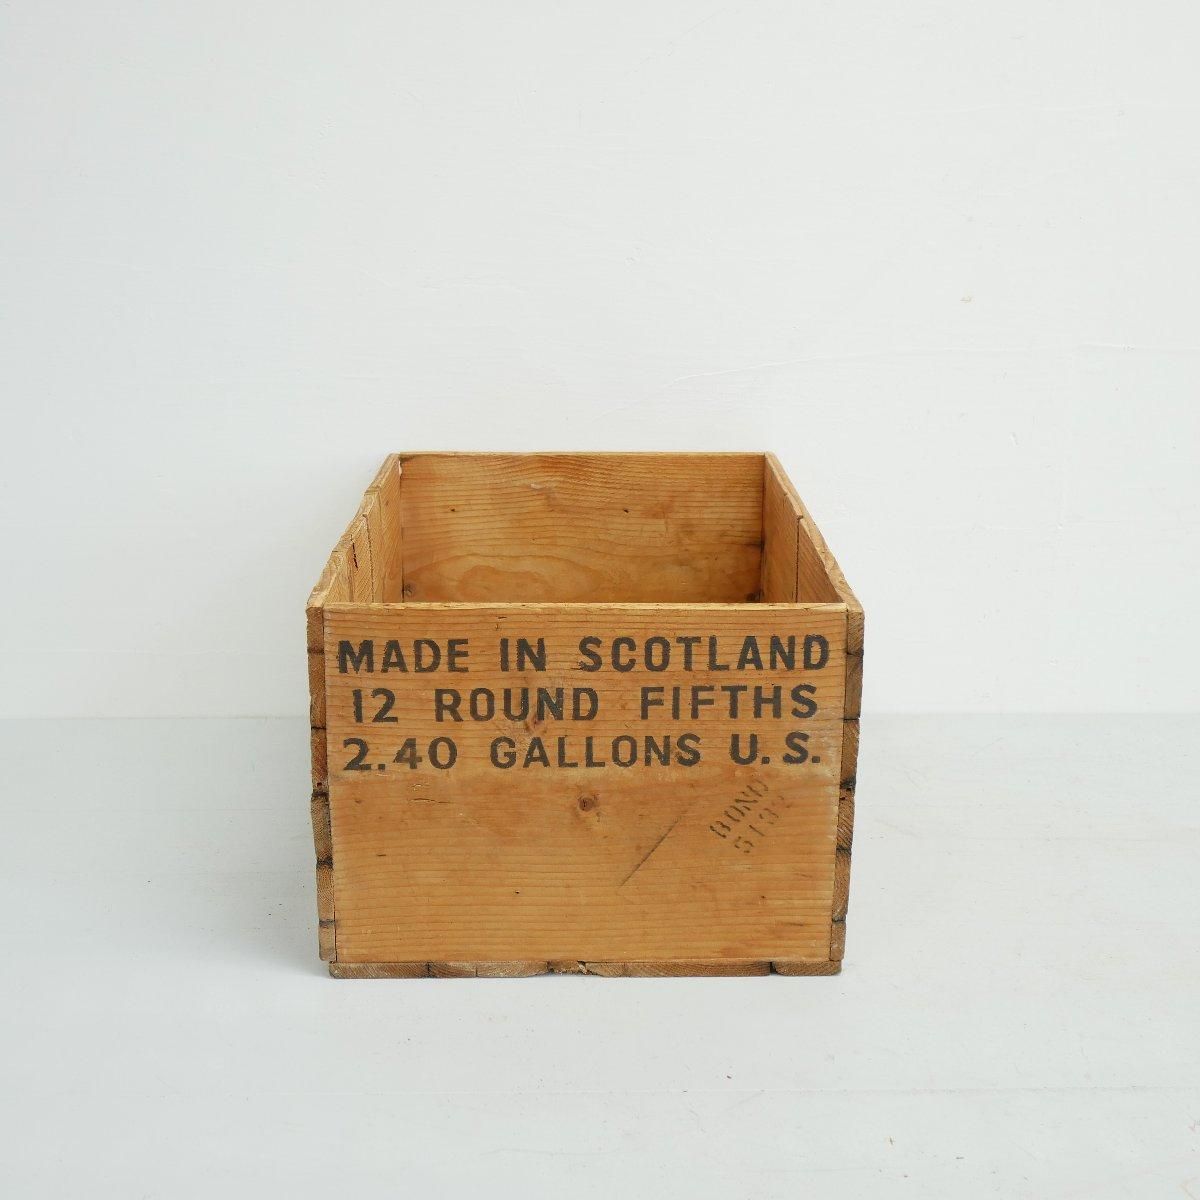 MADE IN SCOTLAND
12 ROUND FIFTHS
2.40 GALLONS U.S.
BOND